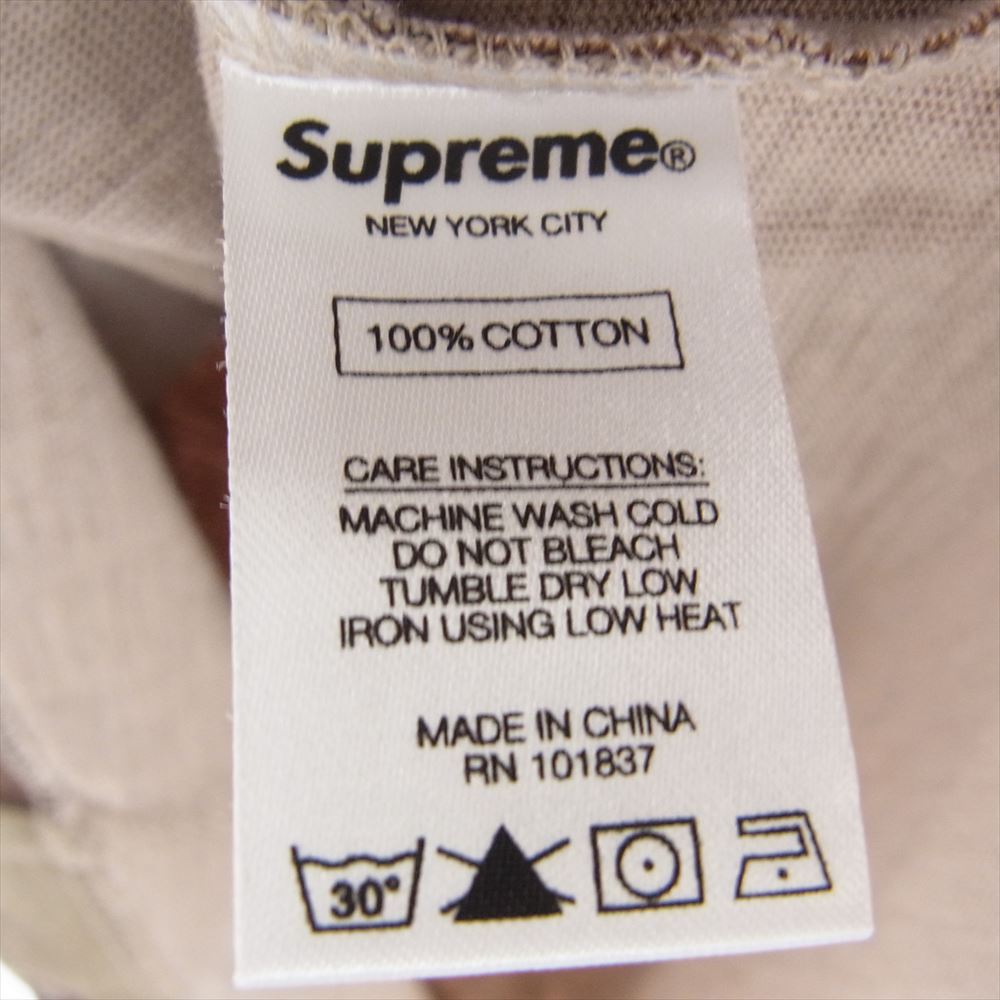 Supreme®
NEW YORK CITY
100% COTTON
CARE INSTRUCTIONS:
MACHINE WASH COLD
DO NOT BLEACH
TUMBLE DRY LOW
IRON USING LOW HEAT
MADE IN CHINA
RN 101837
30°